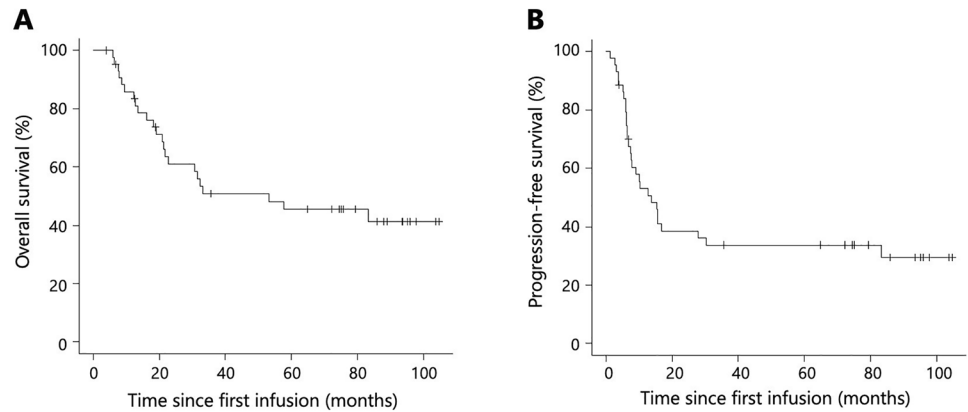 A
B
Overall survival (%)
100
80
60
40
20
0
0 20 40 60 80 100
Time since first infusion (months)
Progression-free survival (%)
100
80
60
40
20
0
0 20 40 60 80 100
Time since first infusion (months)